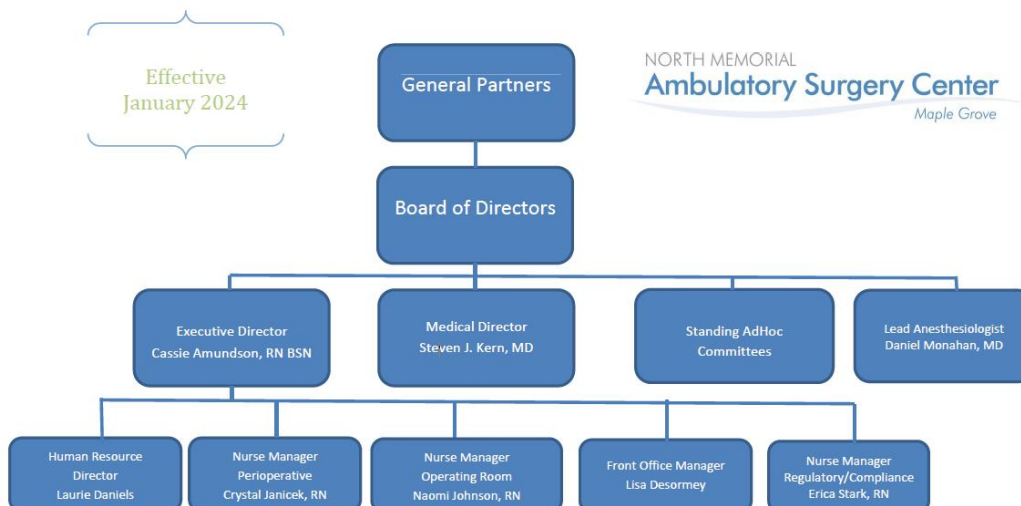 Effective
January 2024
General Partners
NORTH MEMORIAL
Ambulatory Surgery Center
Maple Grove
Board of Directors
Executive Director
Cassie Amundson, RN BSN
Medical Director
Steven J. Kern, MD
Standing AdHoc
Committees
Lead Anesthesiologist
Daniel Monahan, MD
Human Resource
Director
Laurie Daniels
Nurse Manager
Perioperative
Crystal Janicek, RN
Nurse Manager
Operating Room
Naomi Johnson, RN
Front Office Manager
Lisa Desormey
Nurse Manager
Regulatory/Compliance
Erica Stark, RN